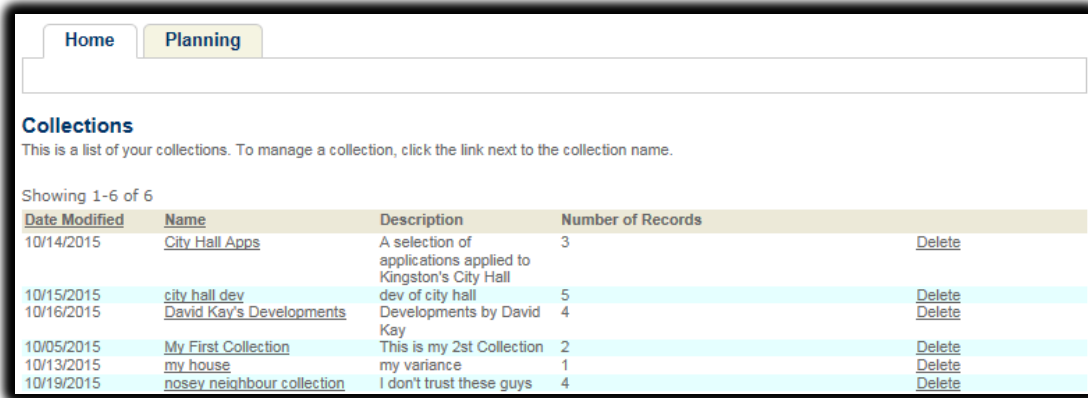 Home Planning
Collections
This is a list of your collections. To manage a collection, click the link next to the collection name.
Showing 1-6 of 6
Date Modified Name Description Number of Records
10/14/2015 City Hall Apps A selection of 3 Delete
applications applied to
Kingston's City Hall
10/15/2015 city hall dev dev of city hall 5 Delete
10/16/2015 David Kay's Developments Developments by David 4 Delete
Kay
10/05/2015 My First Collection This is my 2st Collection 2 Delete
10/13/2015 my house my variance 1 Delete
10/19/2015 nosey neighbour collection I don't trust these guys 4 Delete